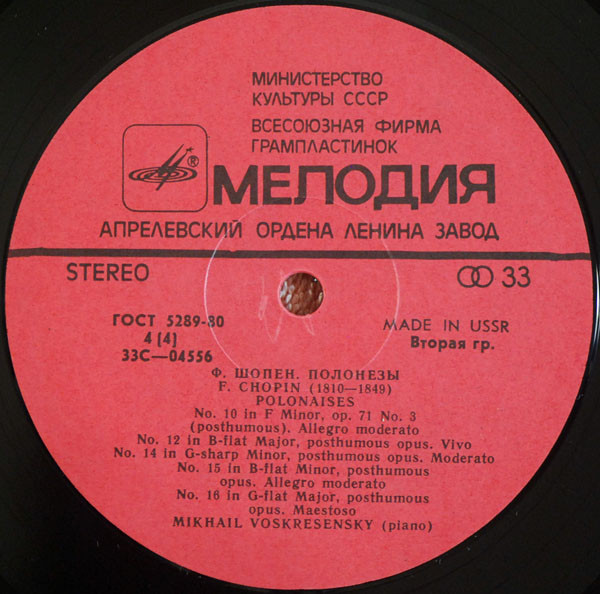 МИНИСТЕРСТВО
КУЛЬТУРЫ СССР
ВСЕСОЮЗНАЯ ФИРМА
ГРАМПЛАСТИНОК
®
МЕЛОДИЯ
АПРЕЛЕВСКИЙ ОРДЕНА ЛЕНИНА ЗАВОД
STEREO
33
ГОСТ 5289-80
4 (4)
33С—04556
MADE IN USSR
Вторая гр.
Ф. ШОПЕН. ПОЛОНЕЗЫ
F. CHOPIN (1810—1849)
POLONAISES
No. 10 in F Minor, op. 71 No. 3
(posthumous). Allegro moderato
No. 12 in B-flat Major, posthumous opus. Vivo
No. 14 in G-sharp Minor, posthumous opus. Moderato
No. 15 in B-flat Minor, posthumous
opus. Allegro moderato
No. 16 in G-flat Major, posthumous
opus. Maestoso
MIKHAIL VOSKRESENSKY (piano)